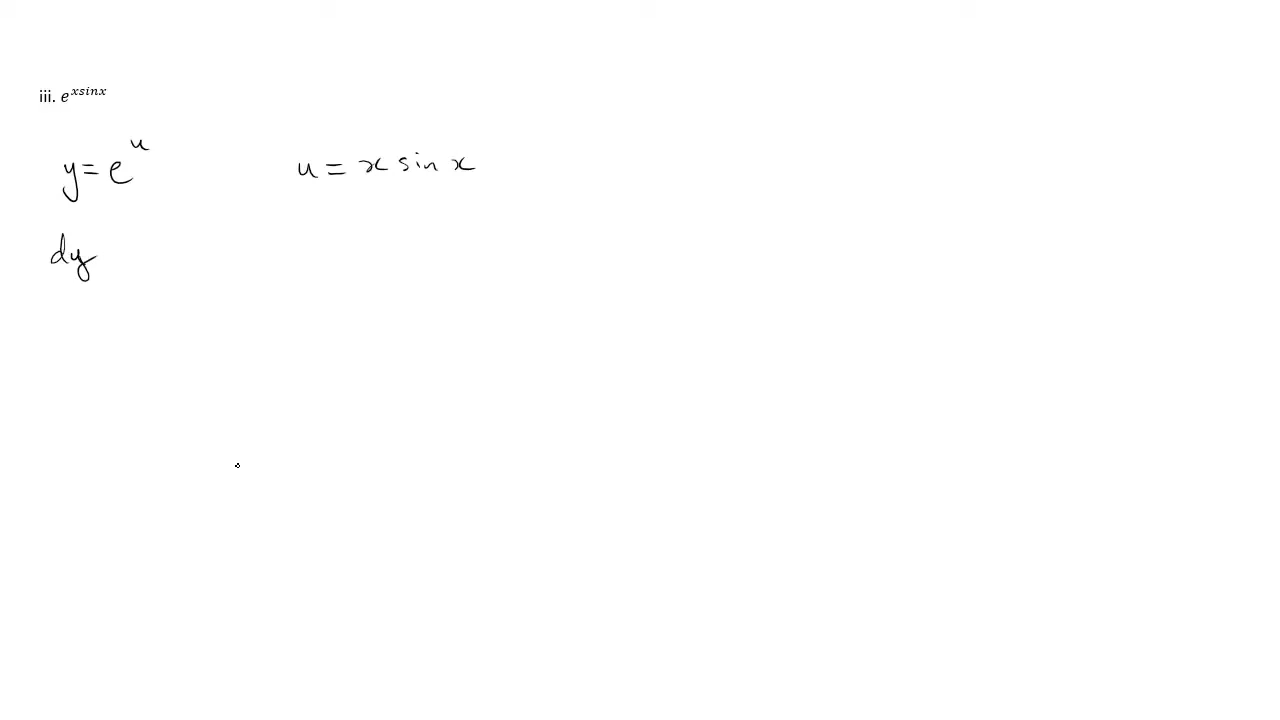 iii. e^{xsinx}
y = e^u    u = x sin x
dy